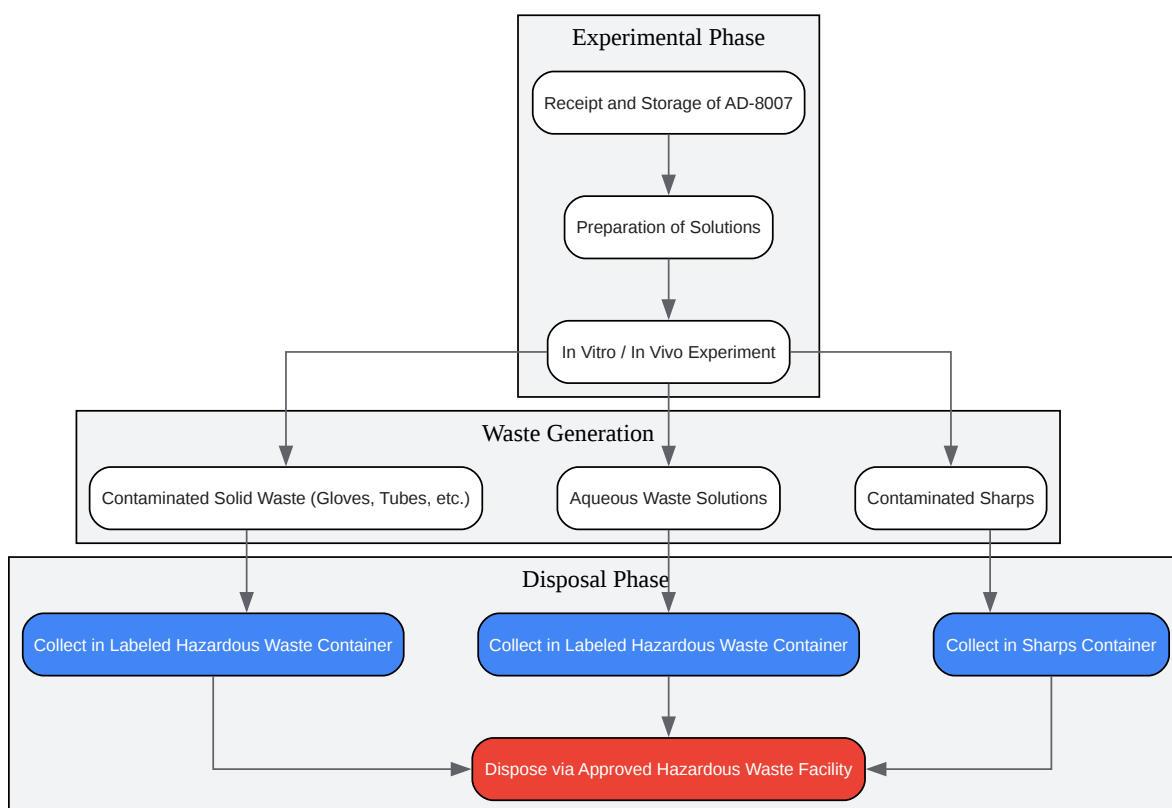 Experimental Phase
Receipt and Storage of AD-8007
Preparation of Solutions
In Vitro / In Vivo Experiment
Waste Generation
Contaminated Solid Waste (Gloves, Tubes, etc.)
Aqueous Waste Solutions
Contaminated Sharps
Disposal Phase
Collect in Labeled Hazardous Waste Container
Collect in Labeled Hazardous Waste Container
Collect in Sharps Container
Dispose via Approved Hazardous Waste Facility